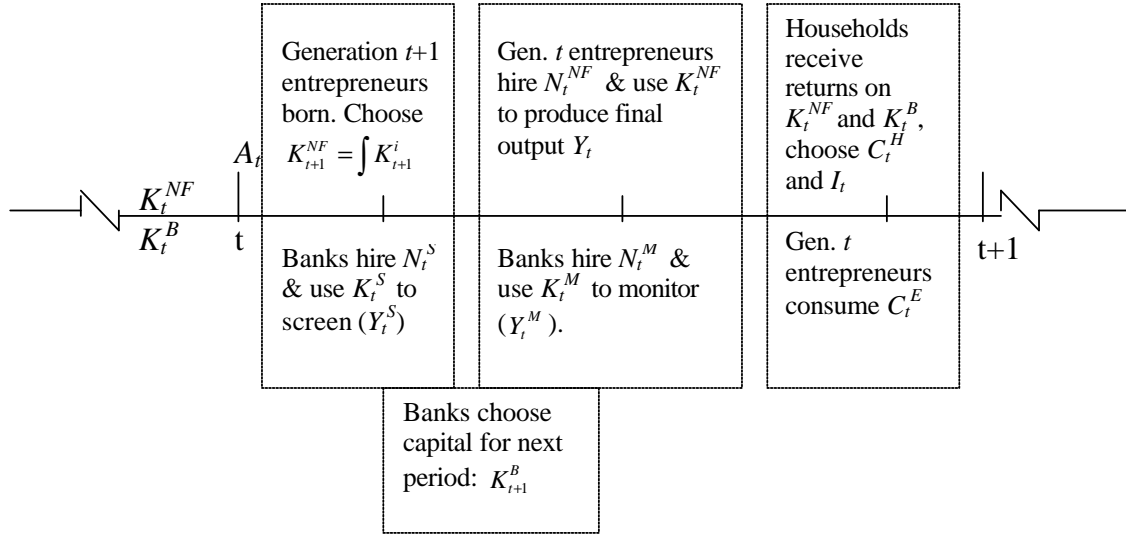 Generation t+1
entrepreneurs
born. Choose
K_{t+1}^{NF} = ∫ K_{t+1}^{i}
Gen. t entrepreneurs
hire N_t^{NF} & use K_t^{NF}
to produce final
output Y_t
Households
receive
returns on
K_t^{NF} and K_t^{B},
choose C_t^{H}
and I_t
A_t
K_t^{NF}
K_t^{B}
t
t+1
Banks hire N_t^{S}
& use K_t^{S} to
screen (Y_t^{S})
Banks hire N_t^{M} &
use K_t^{M} to monitor
(Y_t^{M}).
Gen. t
entrepreneurs
consume C_t^{E}
Banks choose
capital for next
period: K_{t+1}^{B}